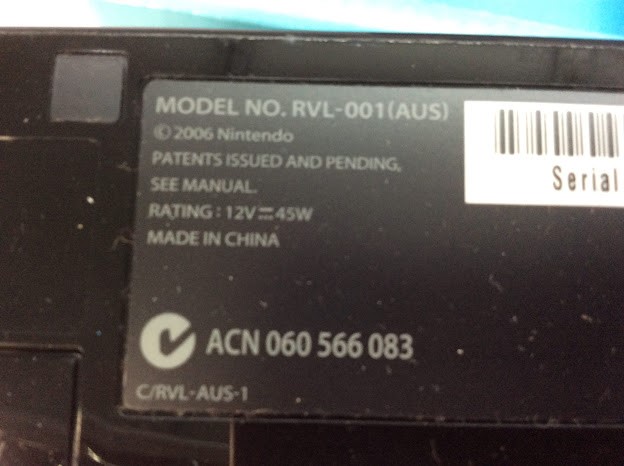 MODEL NO. RVL-001(AUS)
© 2006 Nintendo
PATENTS ISSUED AND PENDING,
SEE MANUAL.
RATING : 12V⎓45W
MADE IN CHINA
Serial
ACN 060 566 083
C/RVL-AUS-1